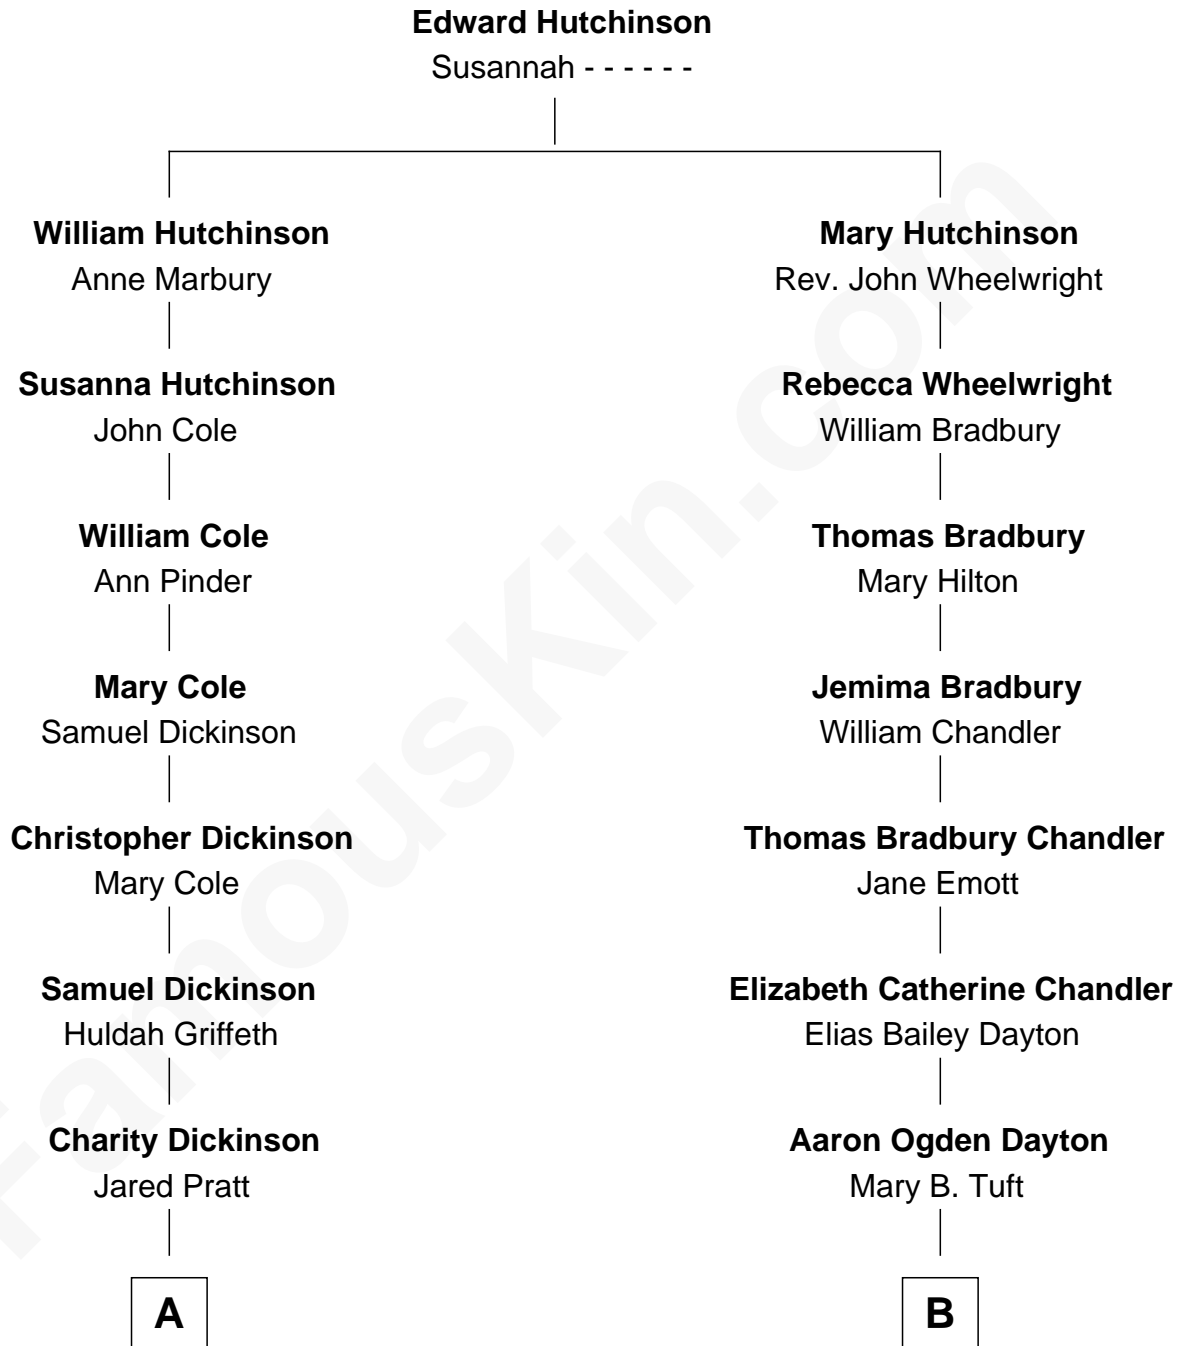 Edward Hutchinson
Susannah - - - - - -
William Hutchinson
Anne Marbury
Mary Hutchinson
Rev. John Wheelwright
Susanna Hutchinson
John Cole
Rebecca Wheelwright
William Bradbury
William Cole
Ann Pinder
Thomas Bradbury
Mary Hilton
Mary Cole
Samuel Dickinson
Jemima Bradbury
William Chandler
Christopher Dickinson
Mary Cole
Thomas Bradbury Chandler
Jane Emott
Samuel Dickinson
Huldah Griffeth
Elizabeth Catherine Chandler
Elias Bailey Dayton
Charity Dickinson
Jared Pratt
Aaron Ogden Dayton
Mary B. Tuft
A
B
FamousKin.com